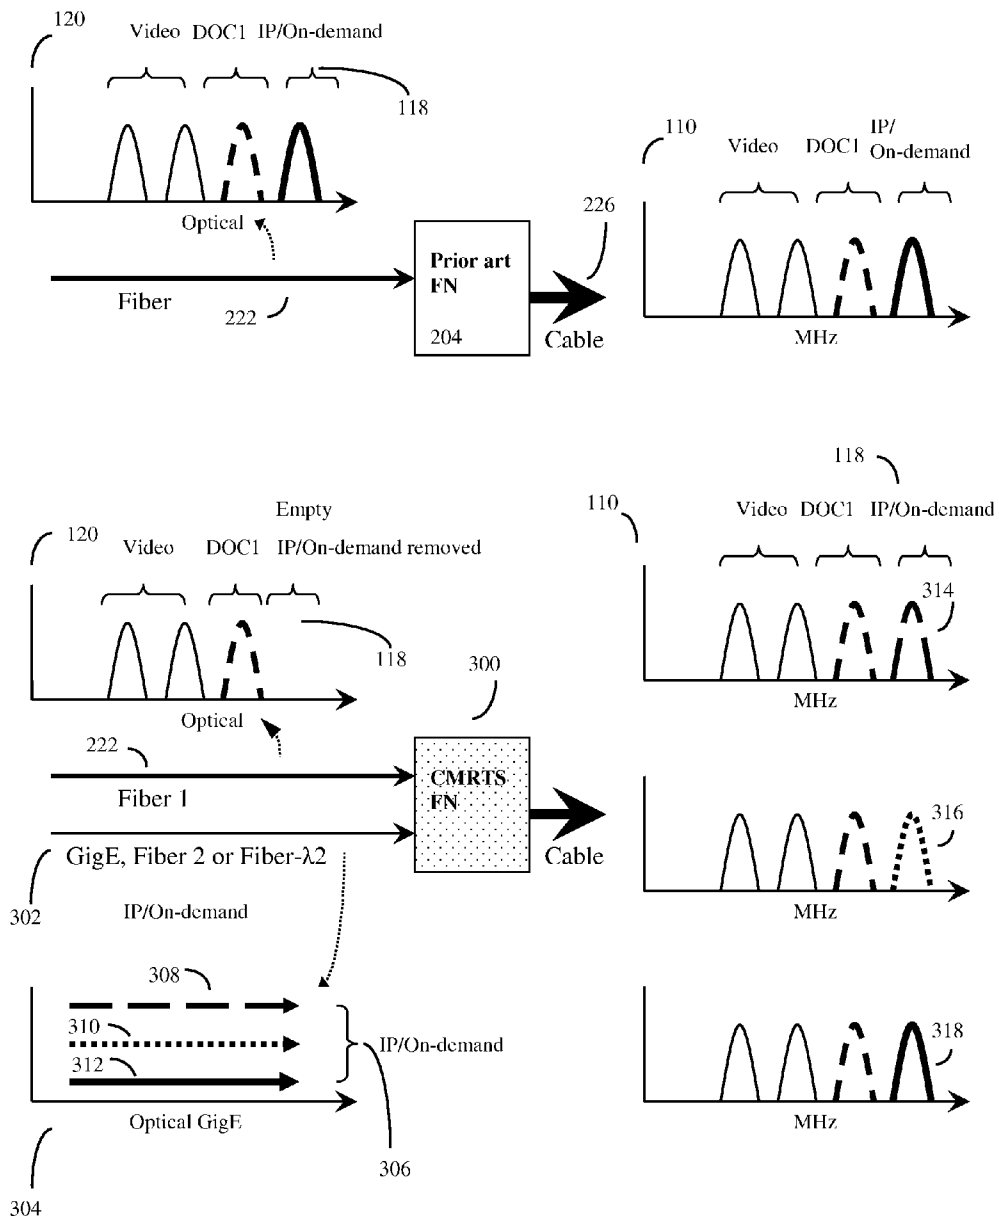 120
Video DOC1 IP/On-demand
118
Optical
Fiber
222
Prior art
FN
204
226
Cable
110
Video DOC1 IP/
On-demand
MHz
Empty
120
Video DOC1 IP/On-demand removed
118
Optical
222
Fiber 1
GigE, Fiber 2 or Fiber-λ2
302
300
CMRTS
FN
Cable
IP/On-demand
308
310
312
IP/On-demand
Optical GigE
306
304
118
110
Video DOC1 IP/On-demand
314
MHz
316
MHz
318
MHz